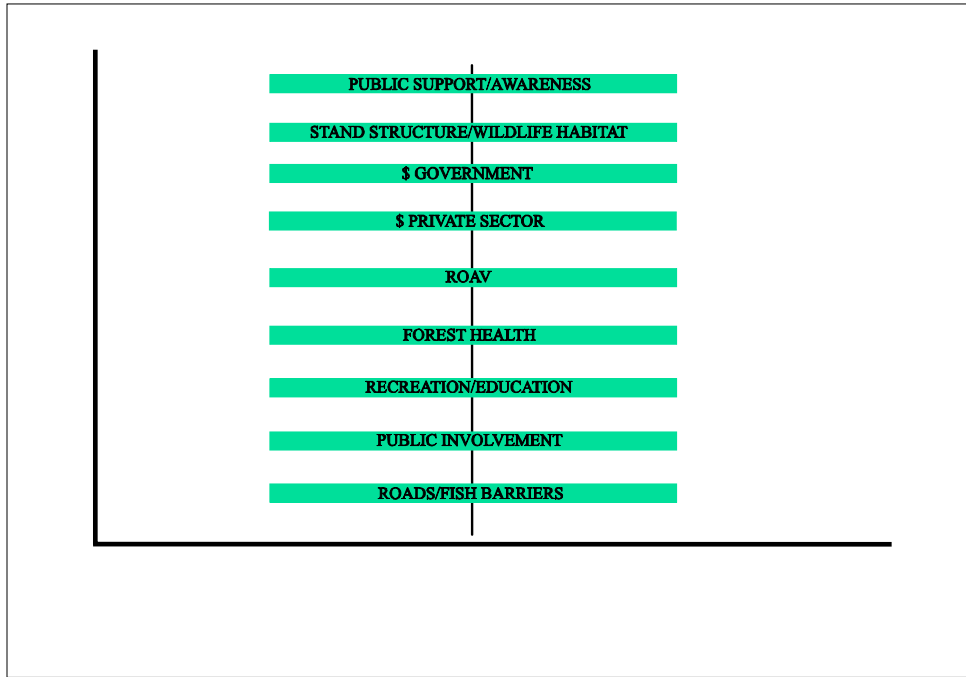 PUBLIC SUPPORT/AWARENESS
STAND STRUCTURE/WILDLIFE HABITAT
$ GOVERNMENT
$ PRIVATE SECTOR
ROAV
FOREST HEALTH
RECREATION/EDUCATION
PUBLIC INVOLVEMENT
ROADS/FISH BARRIERS